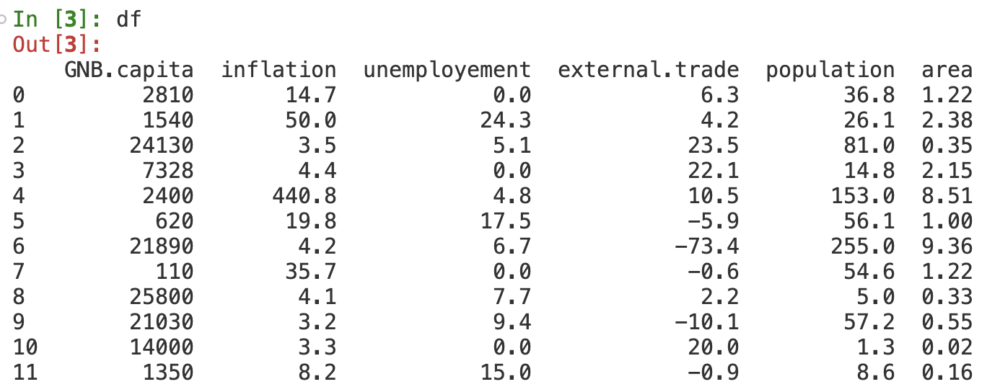 In [3]: df
Out[3]:
GNB.capita inflation unemployement external.trade population area
0 2810 14.7 0.0 6.3 36.8 1.22
1 1540 50.0 24.3 4.2 26.1 2.38
2 24130 3.5 5.1 23.5 81.0 0.35
3 7328 4.4 0.0 22.1 14.8 2.15
4 2400 440.8 4.8 10.5 153.0 8.51
5 620 19.8 17.5 -5.9 56.1 1.00
6 21890 4.2 6.7 -73.4 255.0 9.36
7 110 35.7 0.0 -0.6 54.6 1.22
8 25800 4.1 7.7 2.2 5.0 0.33
9 21030 3.2 9.4 -10.1 57.2 0.55
10 14000 3.3 0.0 20.0 1.3 0.02
11 1350 8.2 15.0 -0.9 8.6 0.16